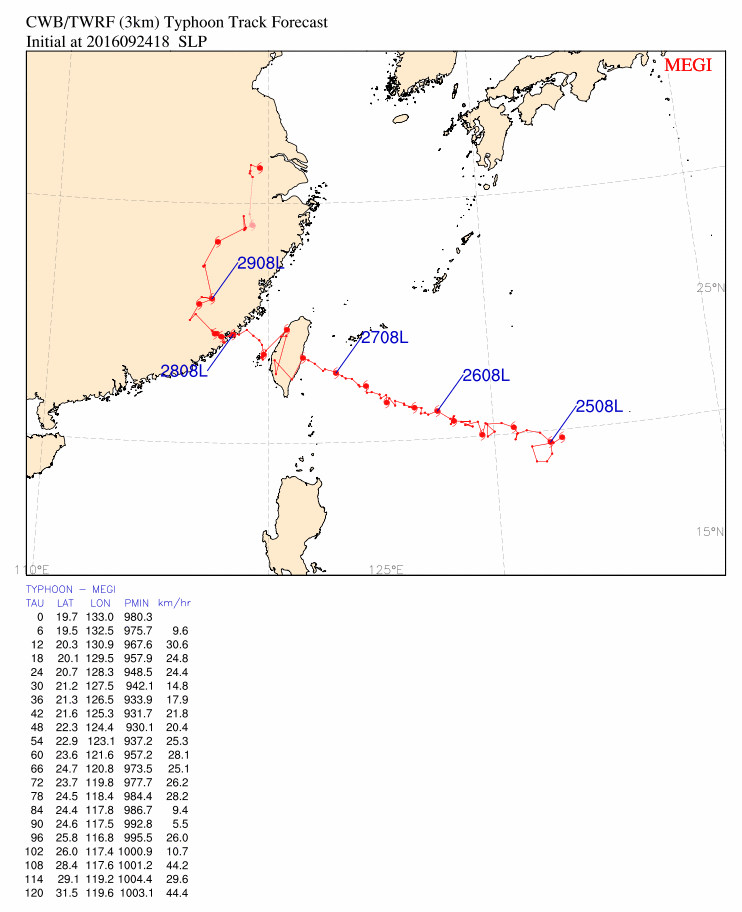 CWB/TWRF (3km) Typhoon Track Forecast
Initial at 2016092418 SLP
MEGI
2908L
25°N
2708L
2808L
2608L
2508L
15°N
110°E
125°E
TYPHOON - MEGI
TAU LAT LON PMIN km/hr
0 19.7 133.0 980.3
6 19.5 132.5 975.7 9.6
12 20.3 130.9 967.6 30.6
18 20.1 129.5 957.9 24.8
24 20.7 128.3 948.5 24.4
30 21.2 127.5 942.1 14.8
36 21.3 126.5 933.9 17.9
42 21.6 125.3 931.7 21.8
48 22.3 124.4 930.1 20.4
54 22.9 123.1 937.2 25.3
60 23.6 121.6 957.2 28.1
66 24.7 120.8 973.5 25.1
72 23.7 119.8 977.7 26.2
78 24.5 118.4 984.4 28.2
84 24.4 117.8 986.7 9.4
90 24.6 117.5 992.8 5.5
96 25.8 116.8 995.5 26.0
102 26.0 117.4 1000.9 10.7
108 28.4 117.6 1001.2 44.2
114 29.1 119.2 1004.4 29.6
120 31.5 119.6 1003.1 44.4